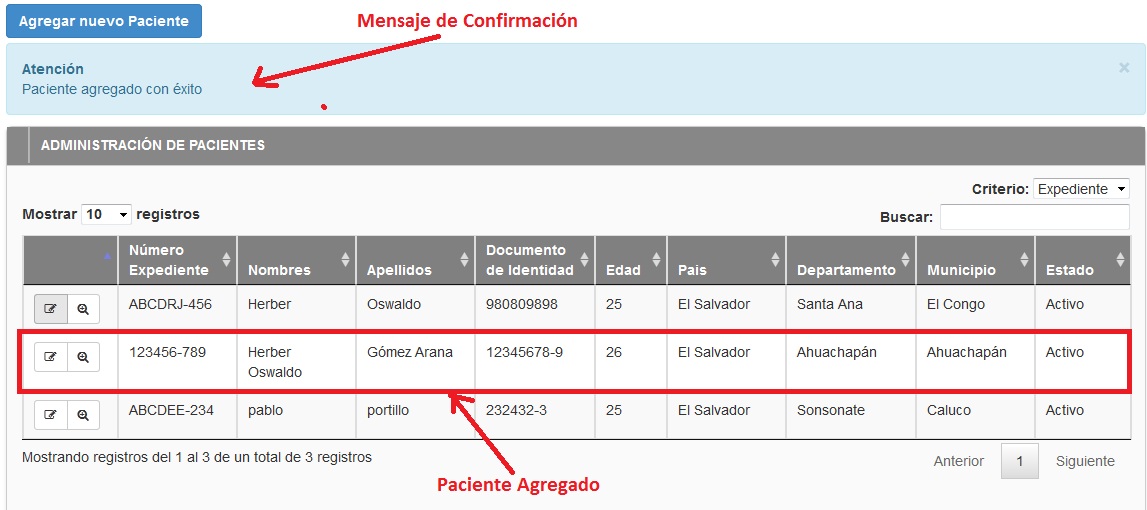 Agregar nuevo Paciente
Mensaje de Confirmación
Atención
×
Paciente agregado con éxito
ADMINISTRACIÓN DE PACIENTES
Criterio: Expediente
Mostrar 10 registros
Buscar:
Número Expediente Nombres Apellidos Documento de Identidad Edad Pais Departamento Municipio Estado
ABCDRJ-456 Herber Oswaldo 980809898 25 El Salvador Santa Ana El Congo Activo
123456-789 Herber Oswaldo Gómez Arana 12345678-9 26 El Salvador Ahuachapán Ahuachapán Activo
ABCDEE-234 pablo portillo 232432-3 25 El Salvador Sonsonate Caluco Activo
Mostrando registros del 1 al 3 de un total de 3 registros
Anterior 1 Siguiente
Paciente Agregado